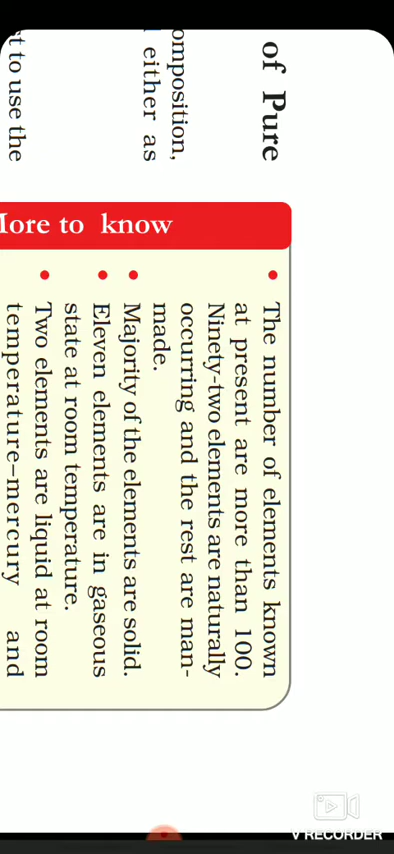 of Pure
omposition,
either as
t to use the
More to know
• The number of elements known
at present are more than 100.
Ninety-two elements are naturally
occurring and the rest are man-
made.
• Majority of the elements are solid.
• Eleven elements are in gaseous
state at room temperature.
• Two elements are liquid at room
temperature–mercury and
V RECORDER